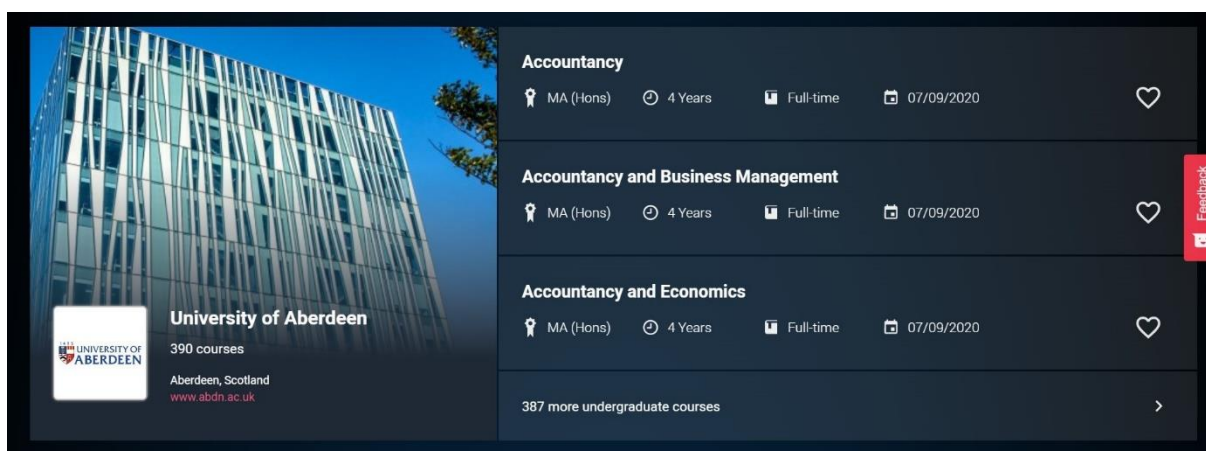 Accountancy
MA (Hons) 4 Years Full-time 07/09/2020
Accountancy and Business Management
MA (Hons) 4 Years Full-time 07/09/2020
Accountancy and Economics
MA (Hons) 4 Years Full-time 07/09/2020
387 more undergraduate courses
University of Aberdeen
390 courses
Aberdeen, Scotland
www.abdn.ac.uk
UNIVERSITY OF
ABERDEEN
Feedback